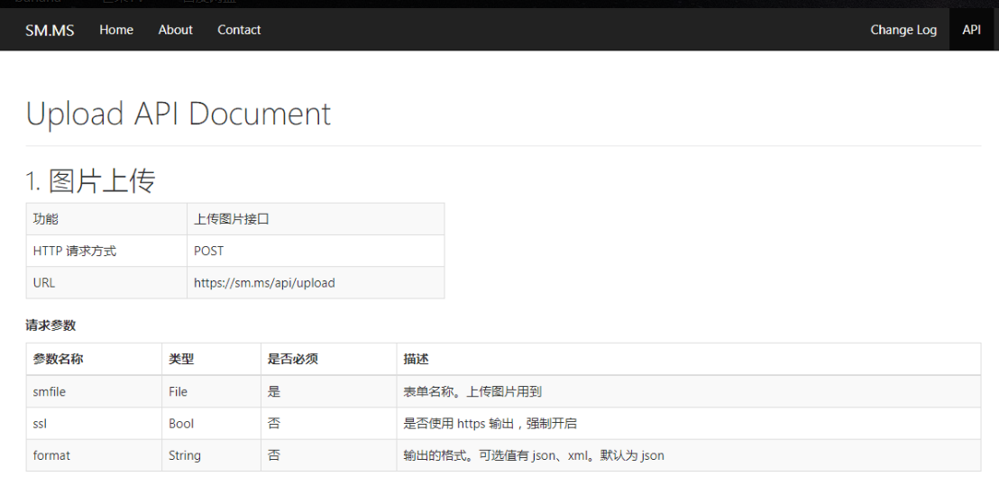 SM.MS Home About Contact Change Log API
Upload API Document
1. 图片上传
功能 上传图片接口
HTTP 请求方式 POST
URL https://sm.ms/api/upload
请求参数
参数名称 类型 是否必须 描述
smfile File 是 表单名称。上传图片用到
ssl Bool 否 是否使用 https 输出，强制开启
format String 否 输出的格式。可选值有 json、xml。默认为 json